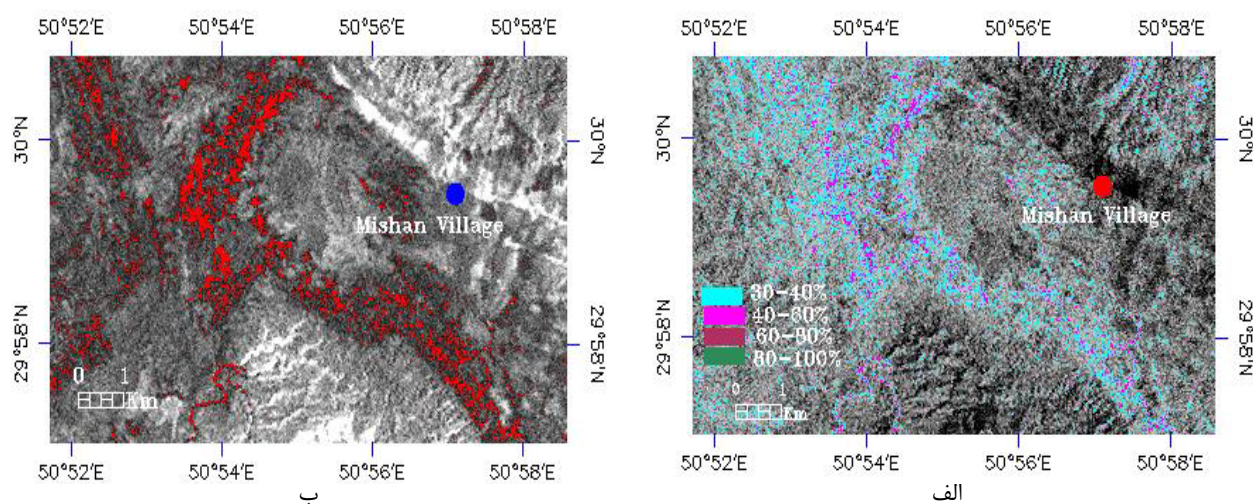 50°52′E 50°54′E 50°56′E 50°58′E
30°N 30°N
Mishan Village
29°58′N 29°58′N
0 1
Km
50°52′E 50°54′E 50°56′E 50°58′E
ب
50°52′E 50°54′E 50°56′E 50°58′E
30°N 30°N
Mishan Village
30-40%
40-60%
60-80%
80-100%
29°58′N 29°58′N
0 1
Km
50°52′E 50°54′E 50°56′E 50°58′E
الف